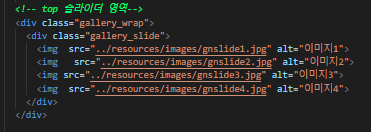 <!-- top 슬라이더 영역-->
<div class="gallery_wrap">
<div class="gallery_slide">
<img  src="../resources/images/gnslide1.jpg" alt="이미지1">
<img   src="../resources/images/gnslide2.jpg" alt="이미지2">
<img src="../resources/images/gnslide3.jpg" alt="이미지3">
<img  src="../resources/images/gnslide4.jpg" alt="이미지4">
</div>
</div>